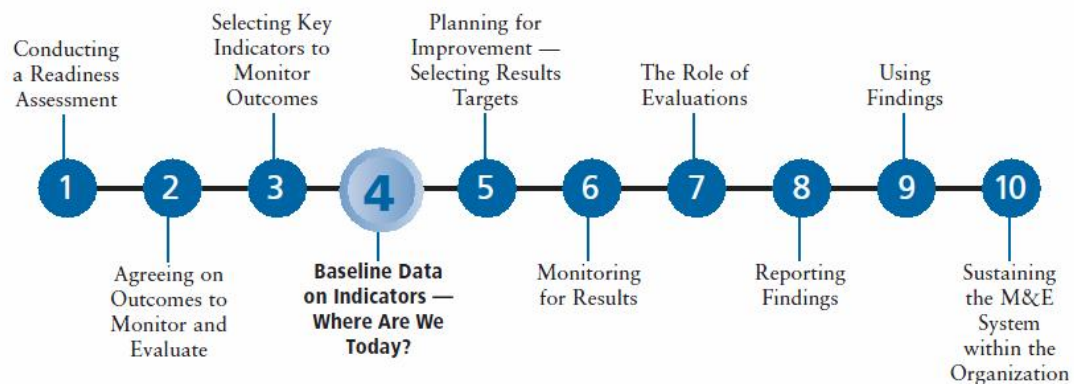 Conducting
a Readiness
Assessment
Selecting Key
Indicators to
Monitor
Outcomes
Planning for
Improvement —
Selecting Results
Targets
The Role of
Evaluations
Using
Findings
1
2
3
4
5
6
7
8
9
10
Agreeing on
Outcomes to
Monitor and
Evaluate
Baseline Data
on Indicators —
Where Are We
Today?
Monitoring
for Results
Reporting
Findings
Sustaining
the M&E
System
within the
Organization